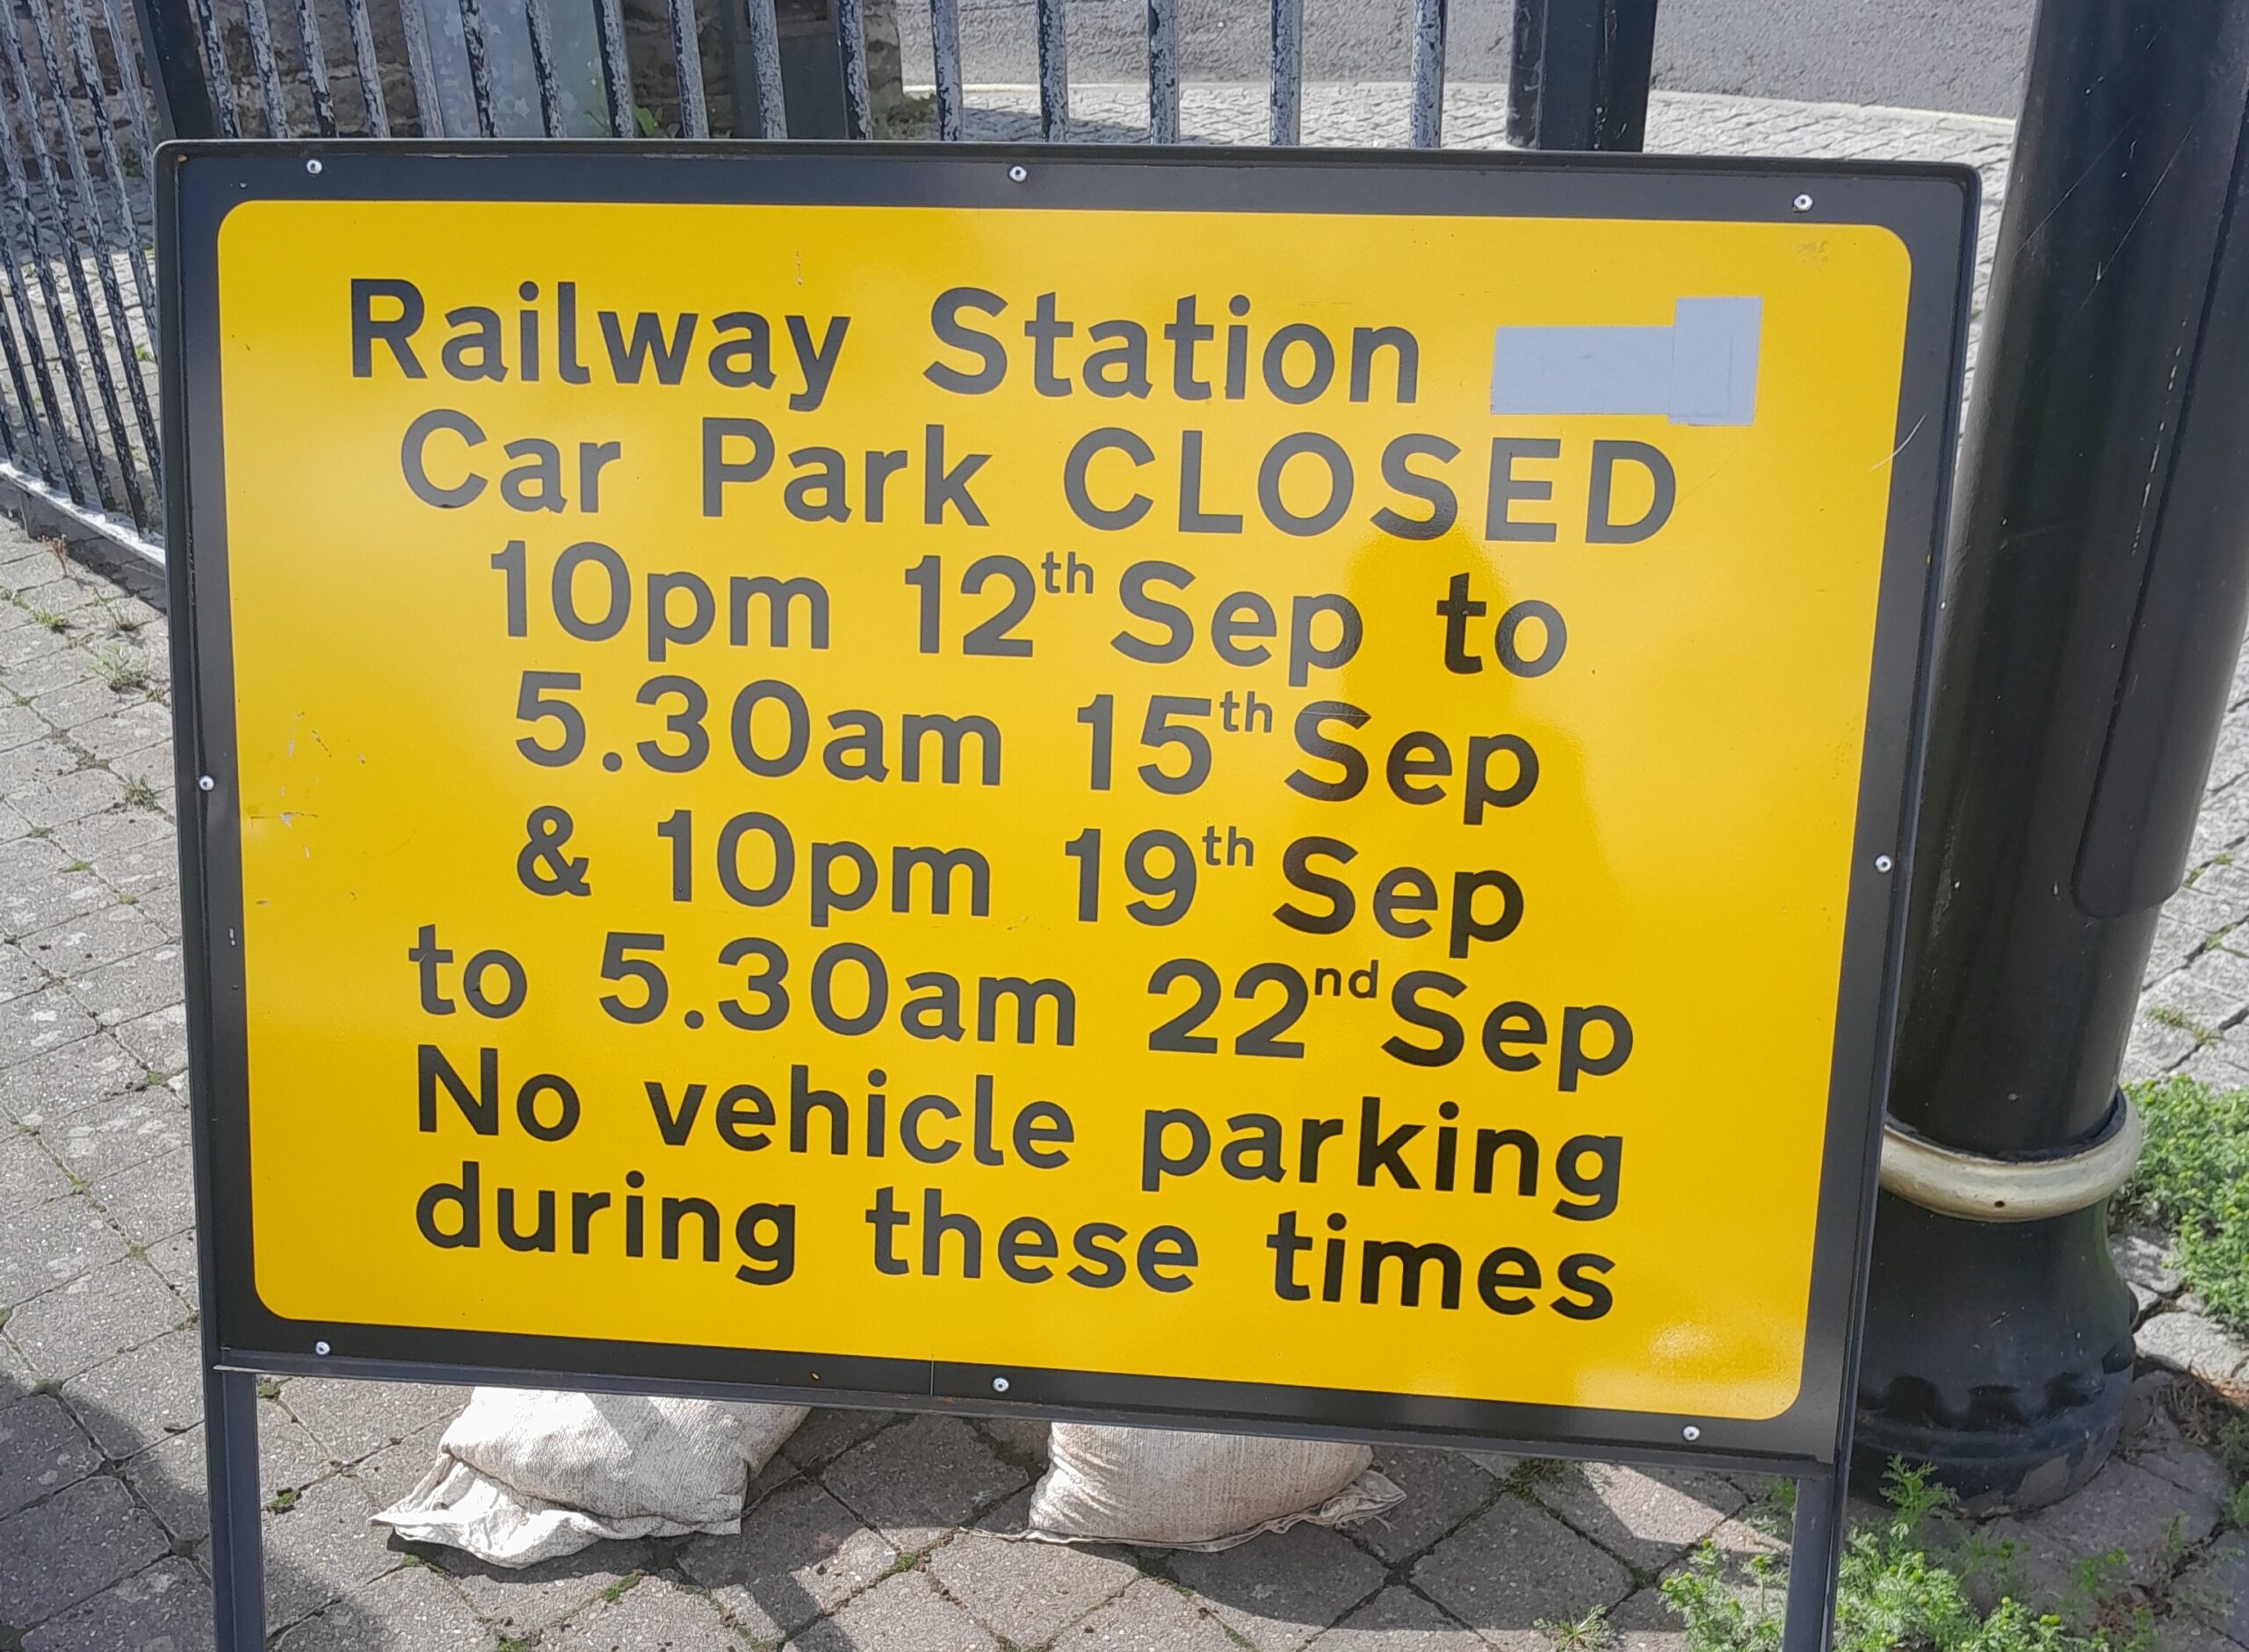 Railway Station
Car Park CLOSED
10pm 12th Sep to
5.30am 15th Sep
& 10pm 19th Sep
to 5.30am 22nd Sep
No vehicle parking
during these times